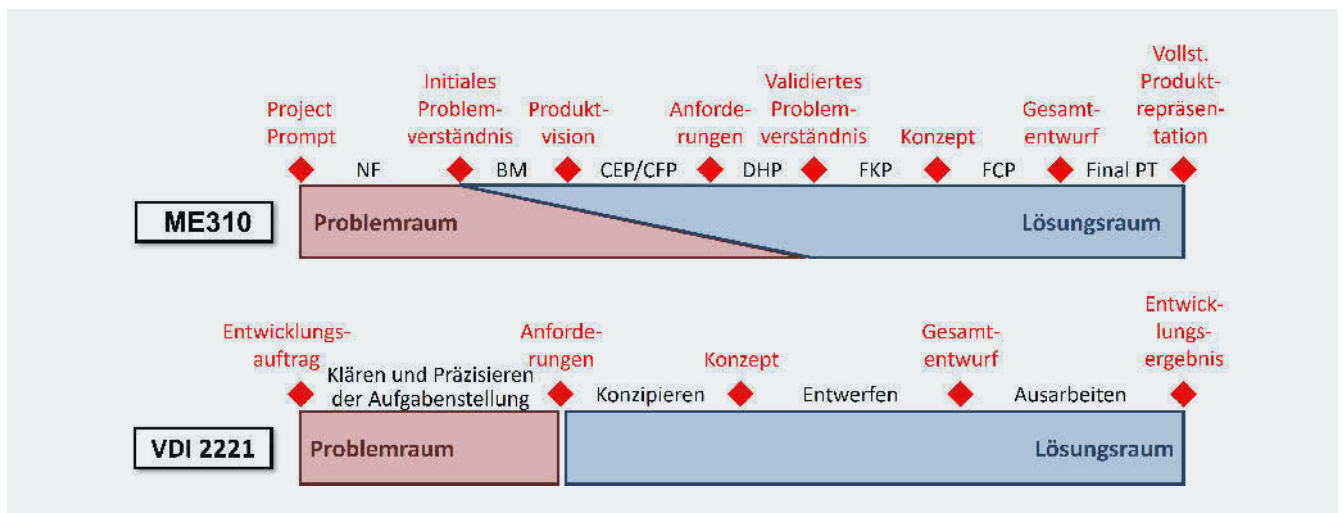 Project
Prompt
Initiales
Problem-
verständnis
Produkt-
vision
Anforde-
rungen
Validiertes
Problem-
verständnis
Konzept
Gesamt-
entwurf
Vollst.
Produkt-
repräsen-
tation
NF
BM
CEP/CFP
DHP
FKP
FCP
Final PT
ME310
Problemraum
Lösungsraum
Entwicklungs-
auftrag
Klären und Präzisieren
der Aufgabenstellung
Anforde-
rungen
Konzipieren
Konzept
Entwerfen
Gesamt-
entwurf
Ausarbeiten
Entwick-
lungs-
ergebnis
VDI 2221
Problemraum
Lösungsraum